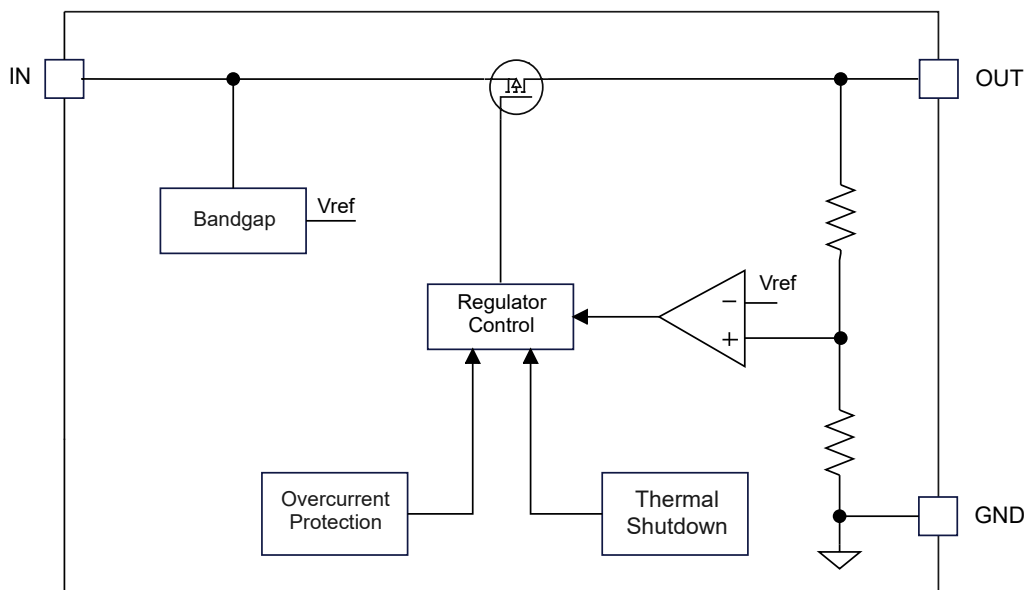 IN
OUT
Bandgap
Vref
Regulator
Control
Vref
−
+
Overcurrent
Protection
Thermal
Shutdown
GND